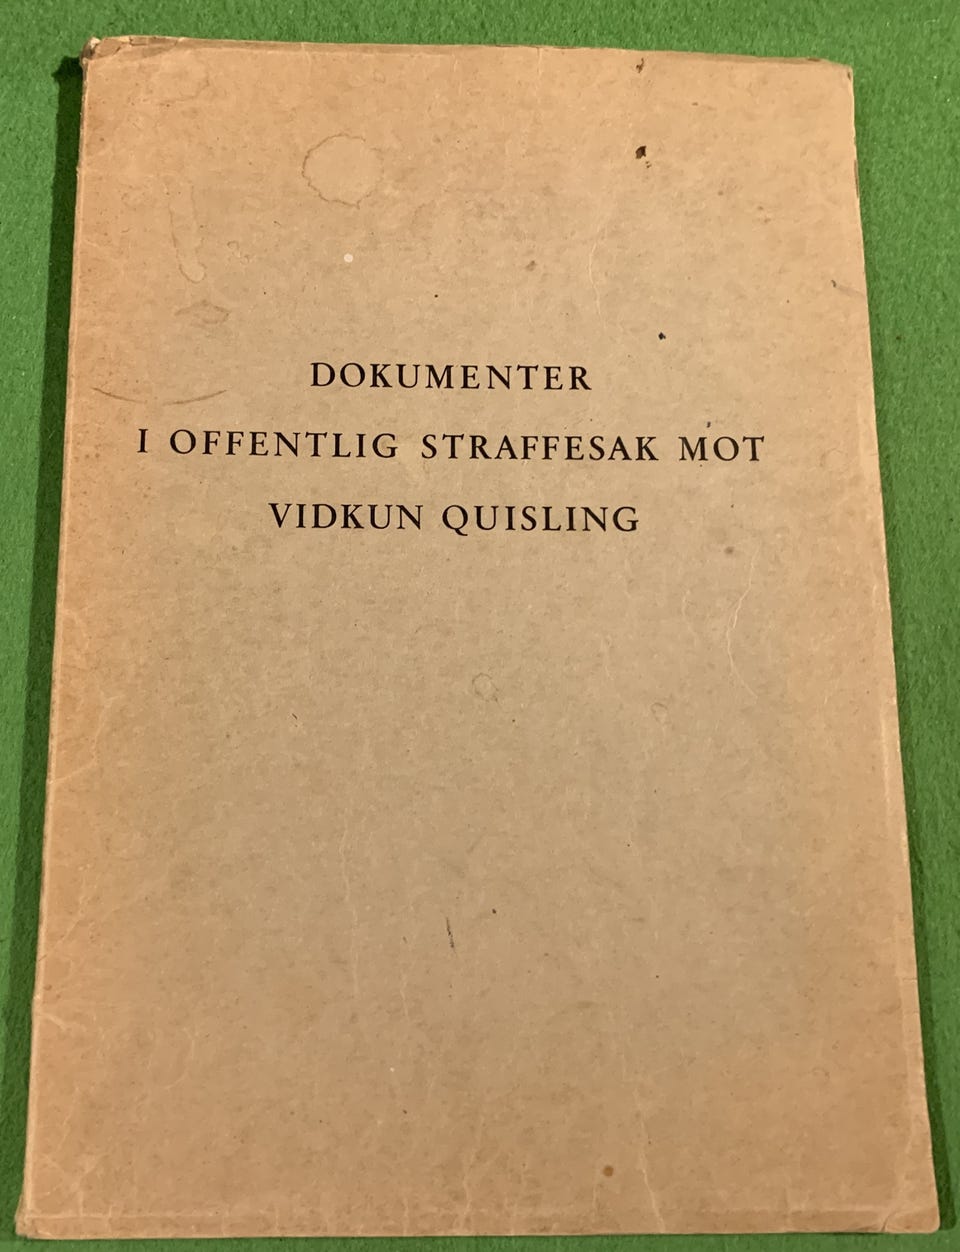 DOKUMENTER
I OFFENTLIG STRAFFESAK MOT
VIDKUN QUISLING